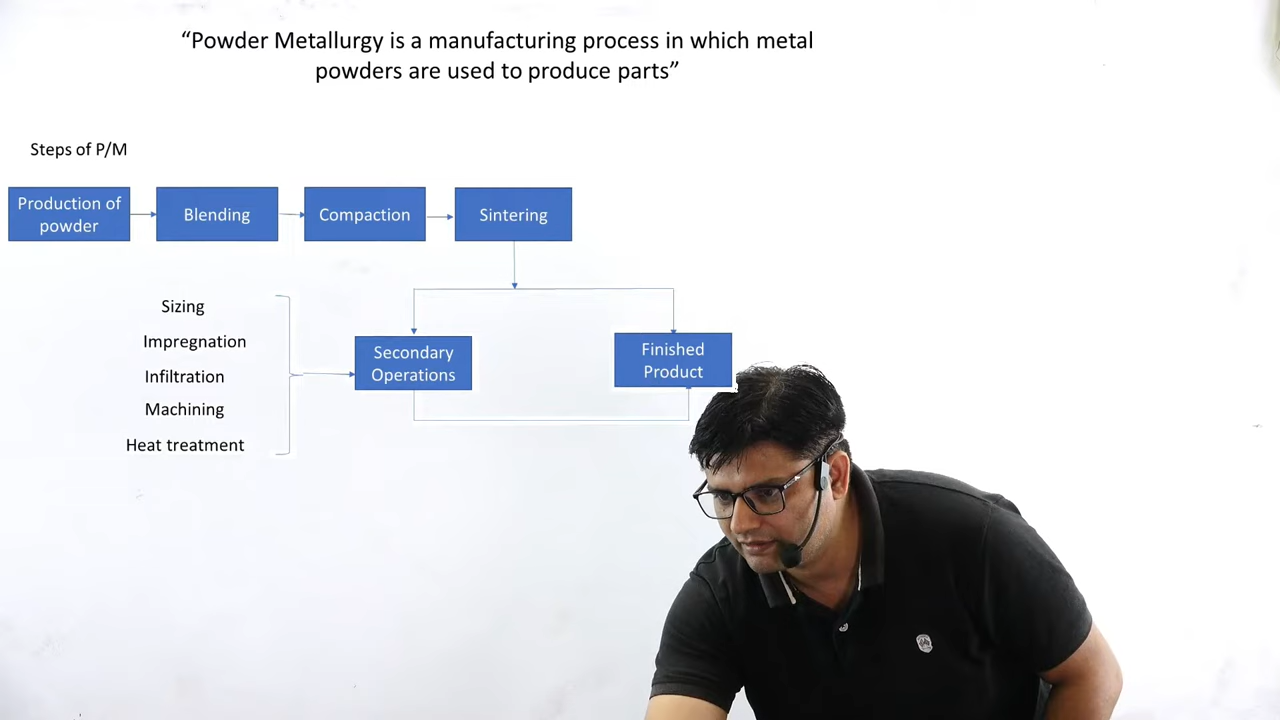 “Powder Metallurgy is a manufacturing process in which metal
powders are used to produce parts”
Steps of P/M
Production of
powder
Blending
Compaction
Sintering
Sizing
Impregnation
Infiltration
Machining
Heat treatment
Secondary
Operations
Finished
Product